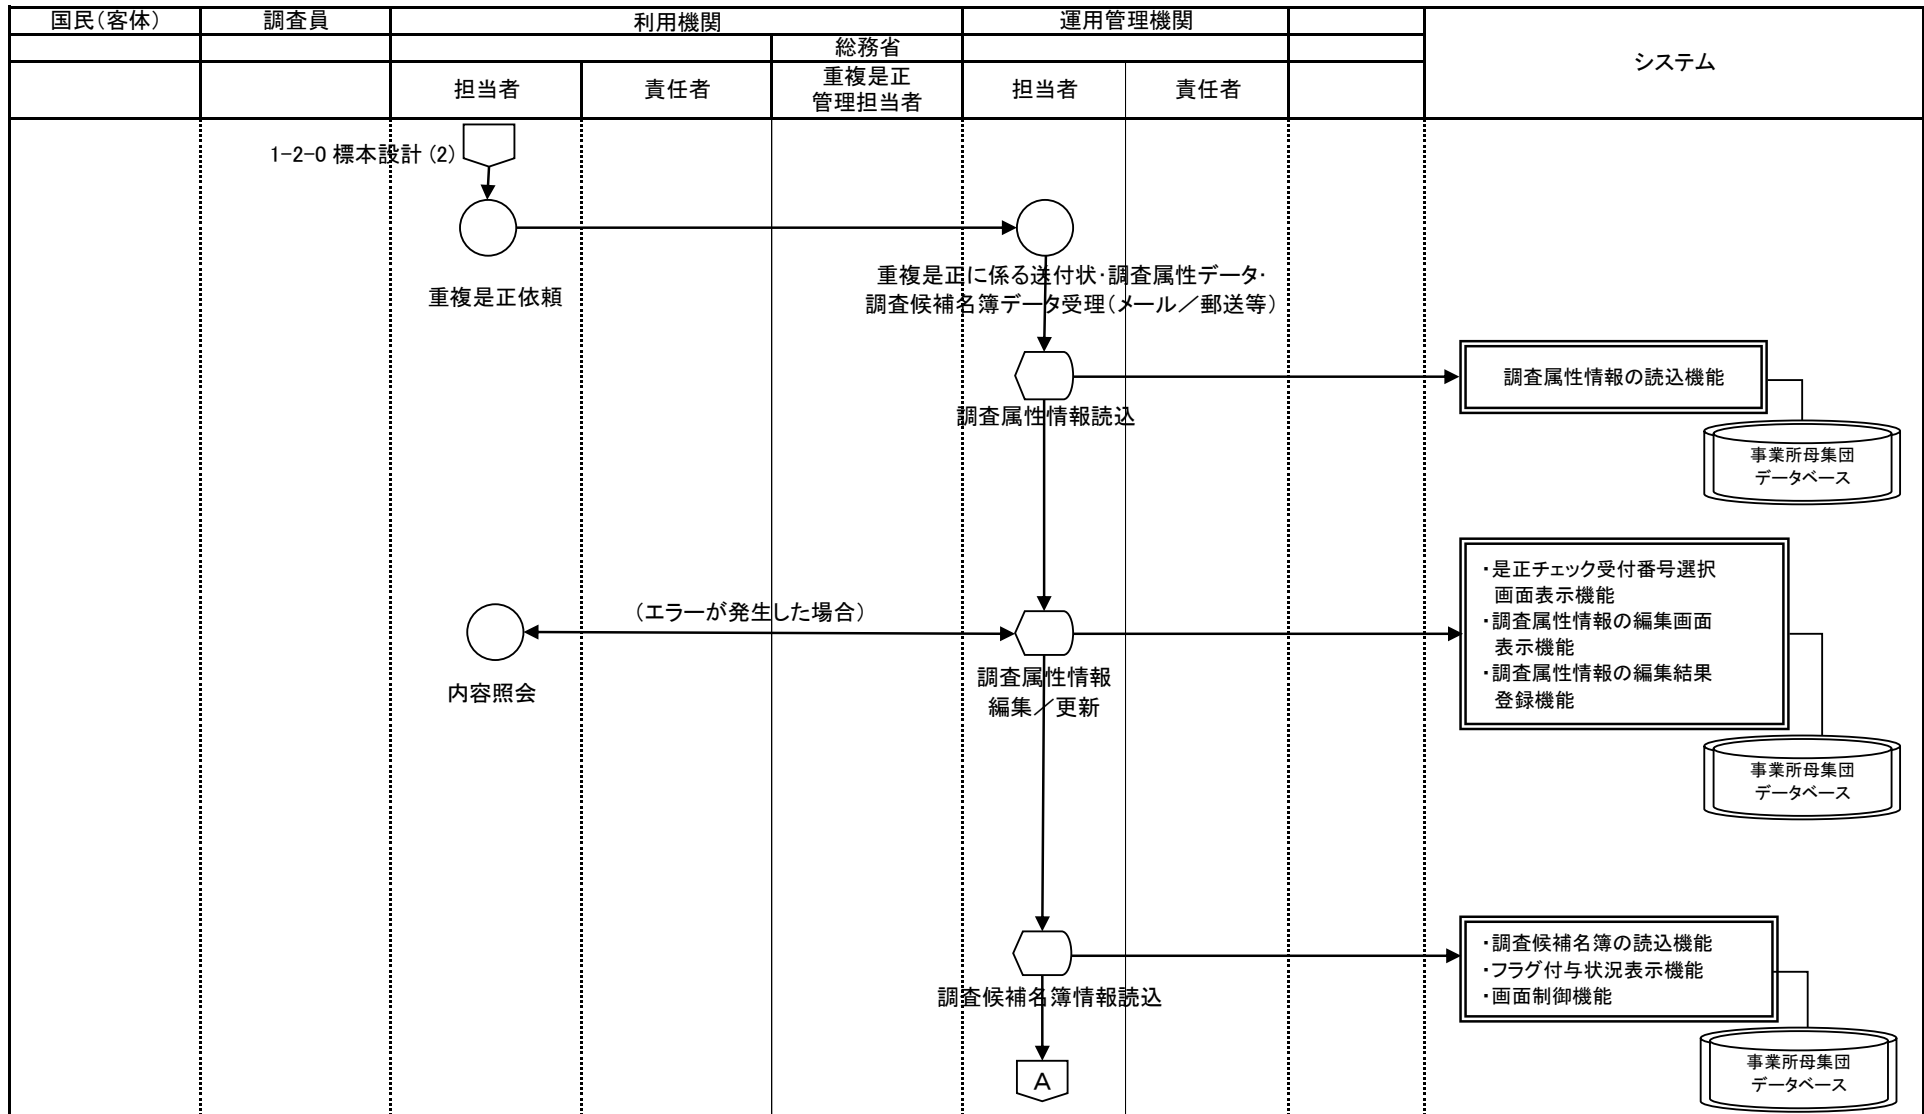 国民（客体）
調査員
利用機関
運用管理機関
システム
総務省
担当者
責任者
重複是正
管理担当者
担当者
責任者
1-2-0 標本設計 (2)
重複是正依頼
重複是正に係る送付状・調査属性データ・
調査候補名簿データ受理（メール／郵送等）
調査属性情報読込
調査属性情報の読込機能
事業所母集団
データベース
（エラーが発生した場合）
内容照会
調査属性情報
編集／更新
・是正チェック受付番号選択
画面表示機能
・調査属性情報の編集画面
表示機能
・調査属性情報の編集結果
登録機能
事業所母集団
データベース
調査候補名簿情報読込
・調査候補名簿の読込機能
・フラグ付与状況表示機能
・画面制御機能
事業所母集団
データベース
A